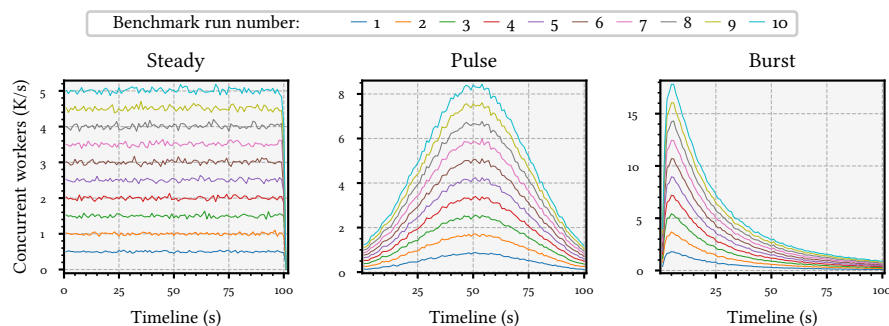 Benchmark run number: 1 2 3 4 5 6 7 8 9 10
Steady Pulse Burst
Concurrent workers (K/s)
5
4
3
2
1
0
0 25 50 75 100
Timeline (s)
8
6
4
2
0
25 50 75 100
Timeline (s)
15
10
5
0
25 50 75 100
Timeline (s)